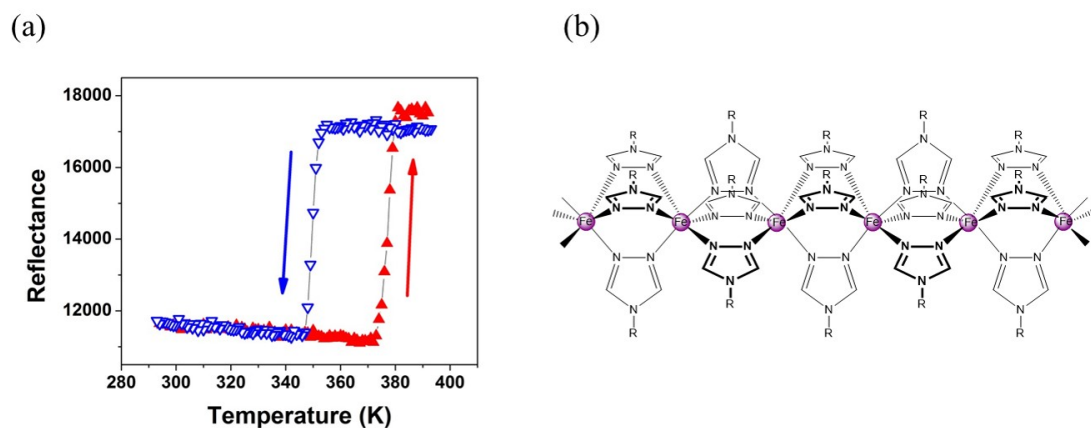 (a)
(b)
Reflectance
18000
16000
14000
12000
280 300 320 340 360 380 400
Temperature (K)
R R R R R
N N N N N
R R R R R
N N N N N
N N N N N N N N N N
Fe Fe Fe Fe Fe Fe
N N N N N N N N N N
N N N N N N N N N N
N N N N N
R R R R R